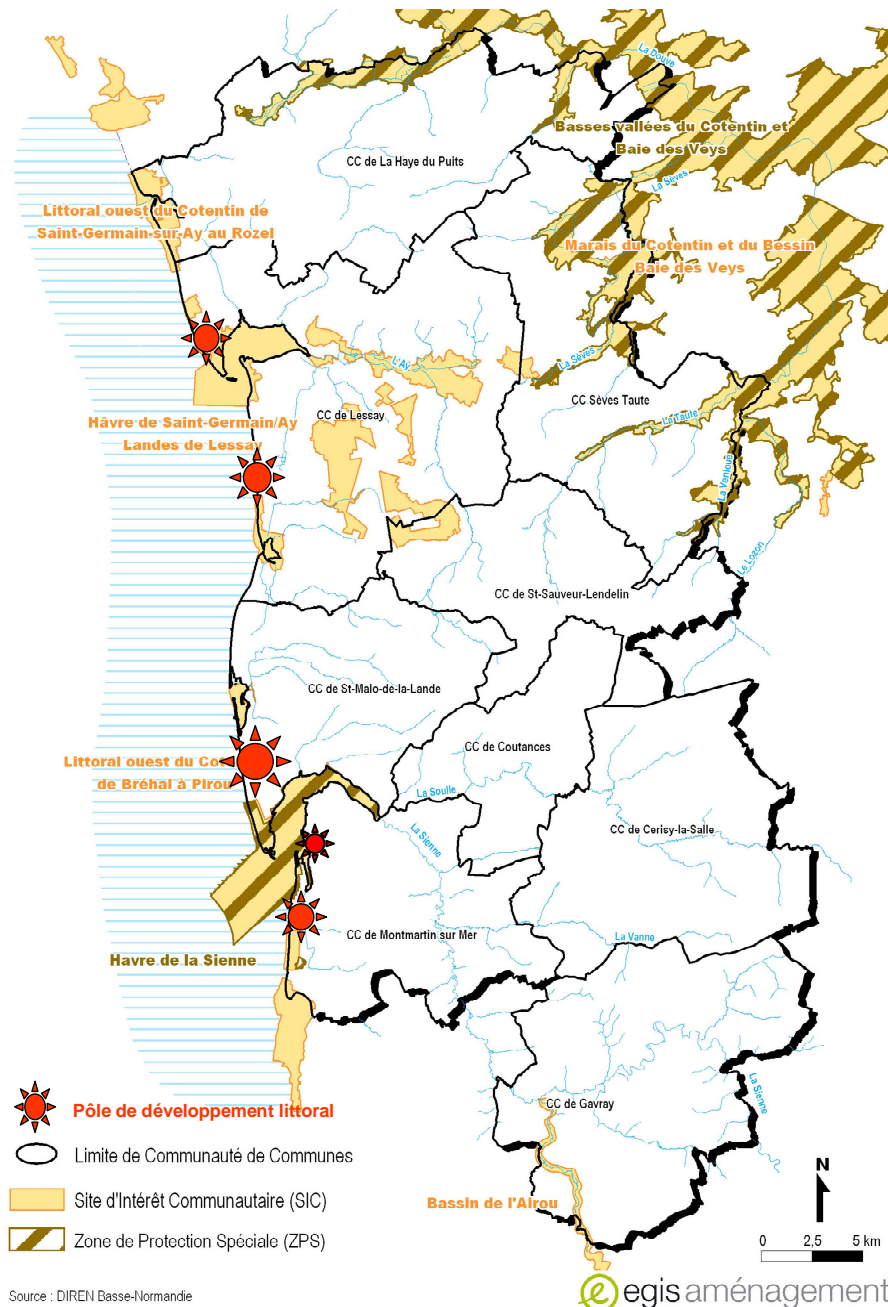 La Douve
Basses vallées du Cotentin et
Baie des Veys
CC de La Haye du Puits
La Sèves
Littoral ouest du Cotentin de
Saint-Germain-sur-Ay au Rozel
Marais du Cotentin et du Bessin
Baie des Veys
L'Ay
La Sèves
CC Sèves Taute
CC de Lessay
La Taute
Hâvre de Saint-Germain/Ay
Landes de Lessay
La Venloue
Le Lozon
CC de St-Sauveur-Lendelin
CC de St-Malo-de-la-Lande
CC de Coutances
Littoral ouest du Co
de Bréhal à Pirou
La Soulle
La Sienne
CC de Cerisy-la-Salle
CC de Montmartin sur Mer
La Vanne
Havre de la Sienne
La Sienne
CC de Gavray
Pôle de développement littoral
Limite de Communauté de Communes
Site d'Intérêt Communautaire (SIC)
Bassin de l'Airou
N
Zone de Protection Spéciale (ZPS)
0 2,5 5 km
Source : DIREN Basse-Normandie
egis aménagement